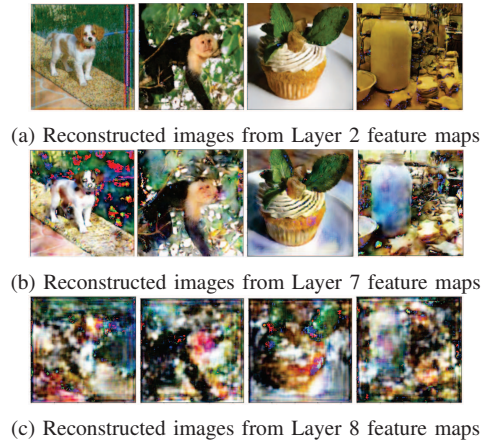 (a) Reconstructed images from Layer 2 feature maps
(b) Reconstructed images from Layer 7 feature maps
(c) Reconstructed images from Layer 8 feature maps